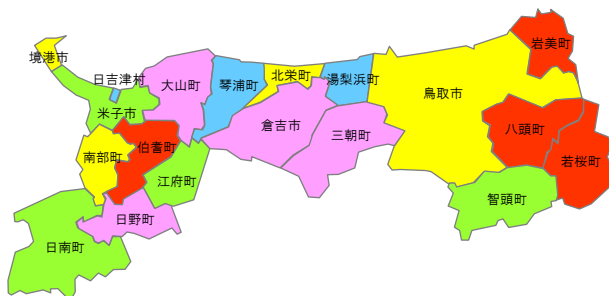 岩美町
境港市
日吉津村
大山町
琴浦町
北栄町
湯梨浜町
鳥取市
米子市
倉吉市
三朝町
八頭町
南部町
伯耆町
若桜町
江府町
智頭町
日野町
日南町